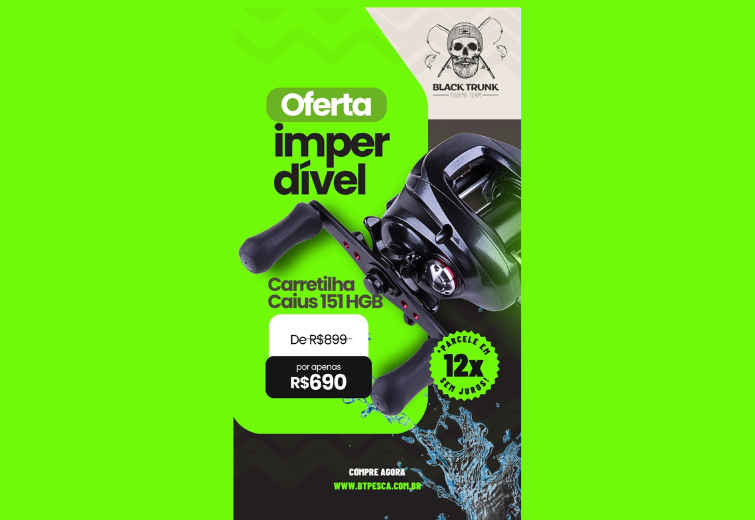 BLACK TRUNK
FISHING TEAM
Oferta
imper
dível
Carretilha
Caius 151 HGB
De R$899
por apenas
R$690
PARCELE EM
12x
SEM JUROS!
COMPRE AGORA
WWW.BTPESCA.COM.BR